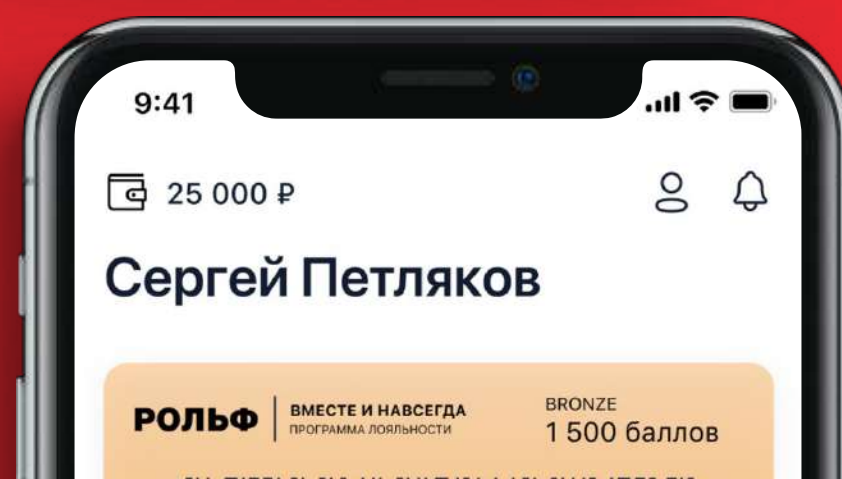 9:41
25 000 ₽
Сергей Петляков
РОЛЬФ
ВМЕСТЕ И НАВСЕГДА
ПРОГРАММА ЛОЯЛЬНОСТИ
BRONZE
1 500 баллов